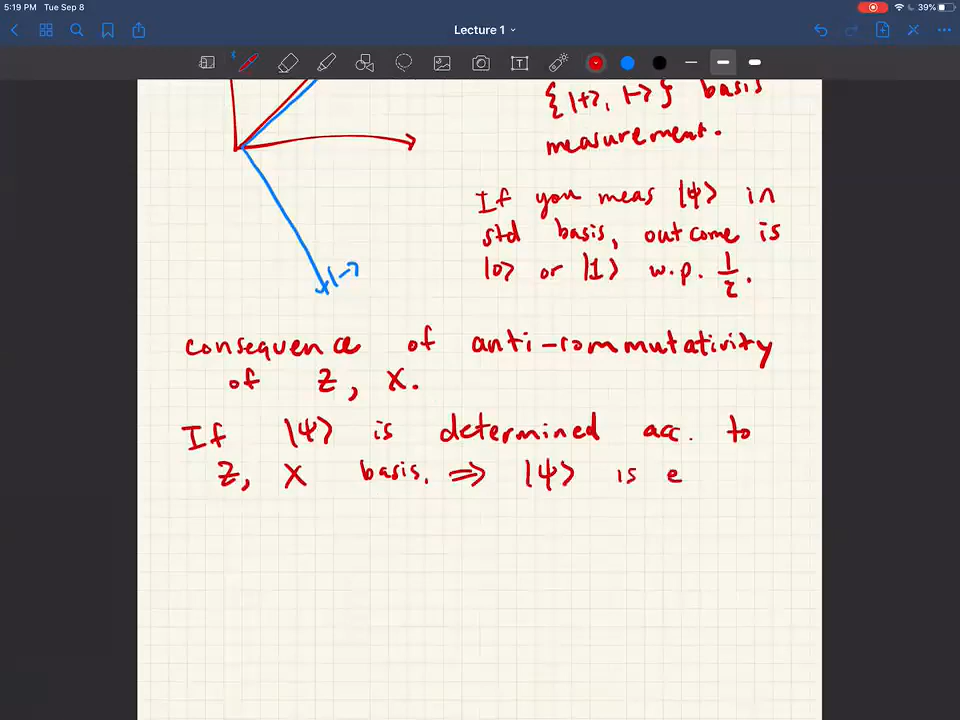 5:19 PM Tue Sep 8
39%
Lecture 1
{|+⟩, |-⟩} basis
measurement.
If you meas |ψ⟩ in
std basis, outcome is
|0⟩ or |1⟩ w.p. 1/2.
|-⟩
consequence of anti-commutativity
of Z, X.
If |ψ⟩ is determined acc. to
Z, X basis. ⇒ |ψ⟩ is e